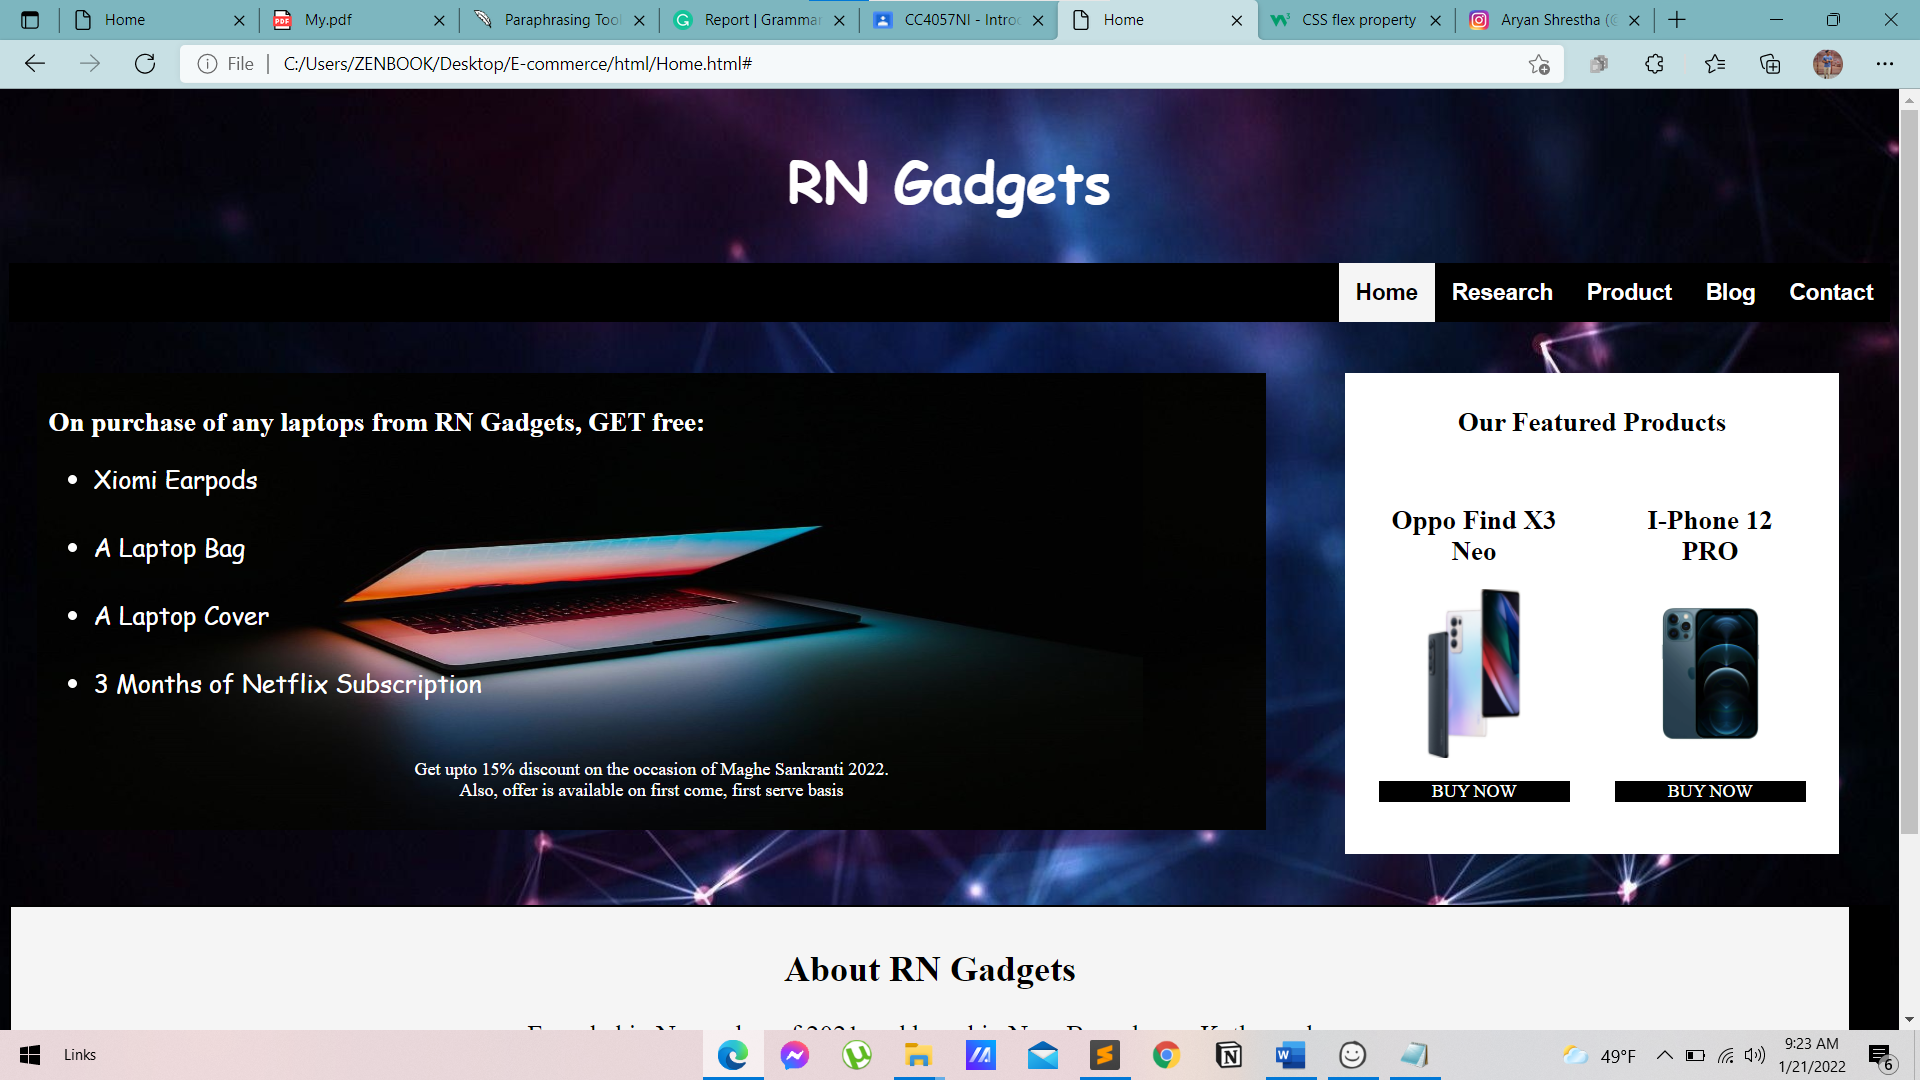 Home
My.pdf
Paraphrasing Tool
Report | Grammar
CC4057NI - Introd
Home
CSS flex property
Aryan Shrestha (@
File
C:/Users/ZENBOOK/Desktop/E-commerce/html/Home.html#
RN Gadgets
Home Research Product Blog Contact
On purchase of any laptops from RN Gadgets, GET free:
• Xiomi Earpods
• A Laptop Bag
• A Laptop Cover
• 3 Months of Netflix Subscription
Get upto 15% discount on the occasion of Maghe Sankranti 2022.
Also, offer is available on first come, first serve basis
Our Featured Products
Oppo Find X3
Neo
BUY NOW
I-Phone 12
PRO
BUY NOW
About RN Gadgets
Links
49°F
9:23 AM
1/21/2022
6